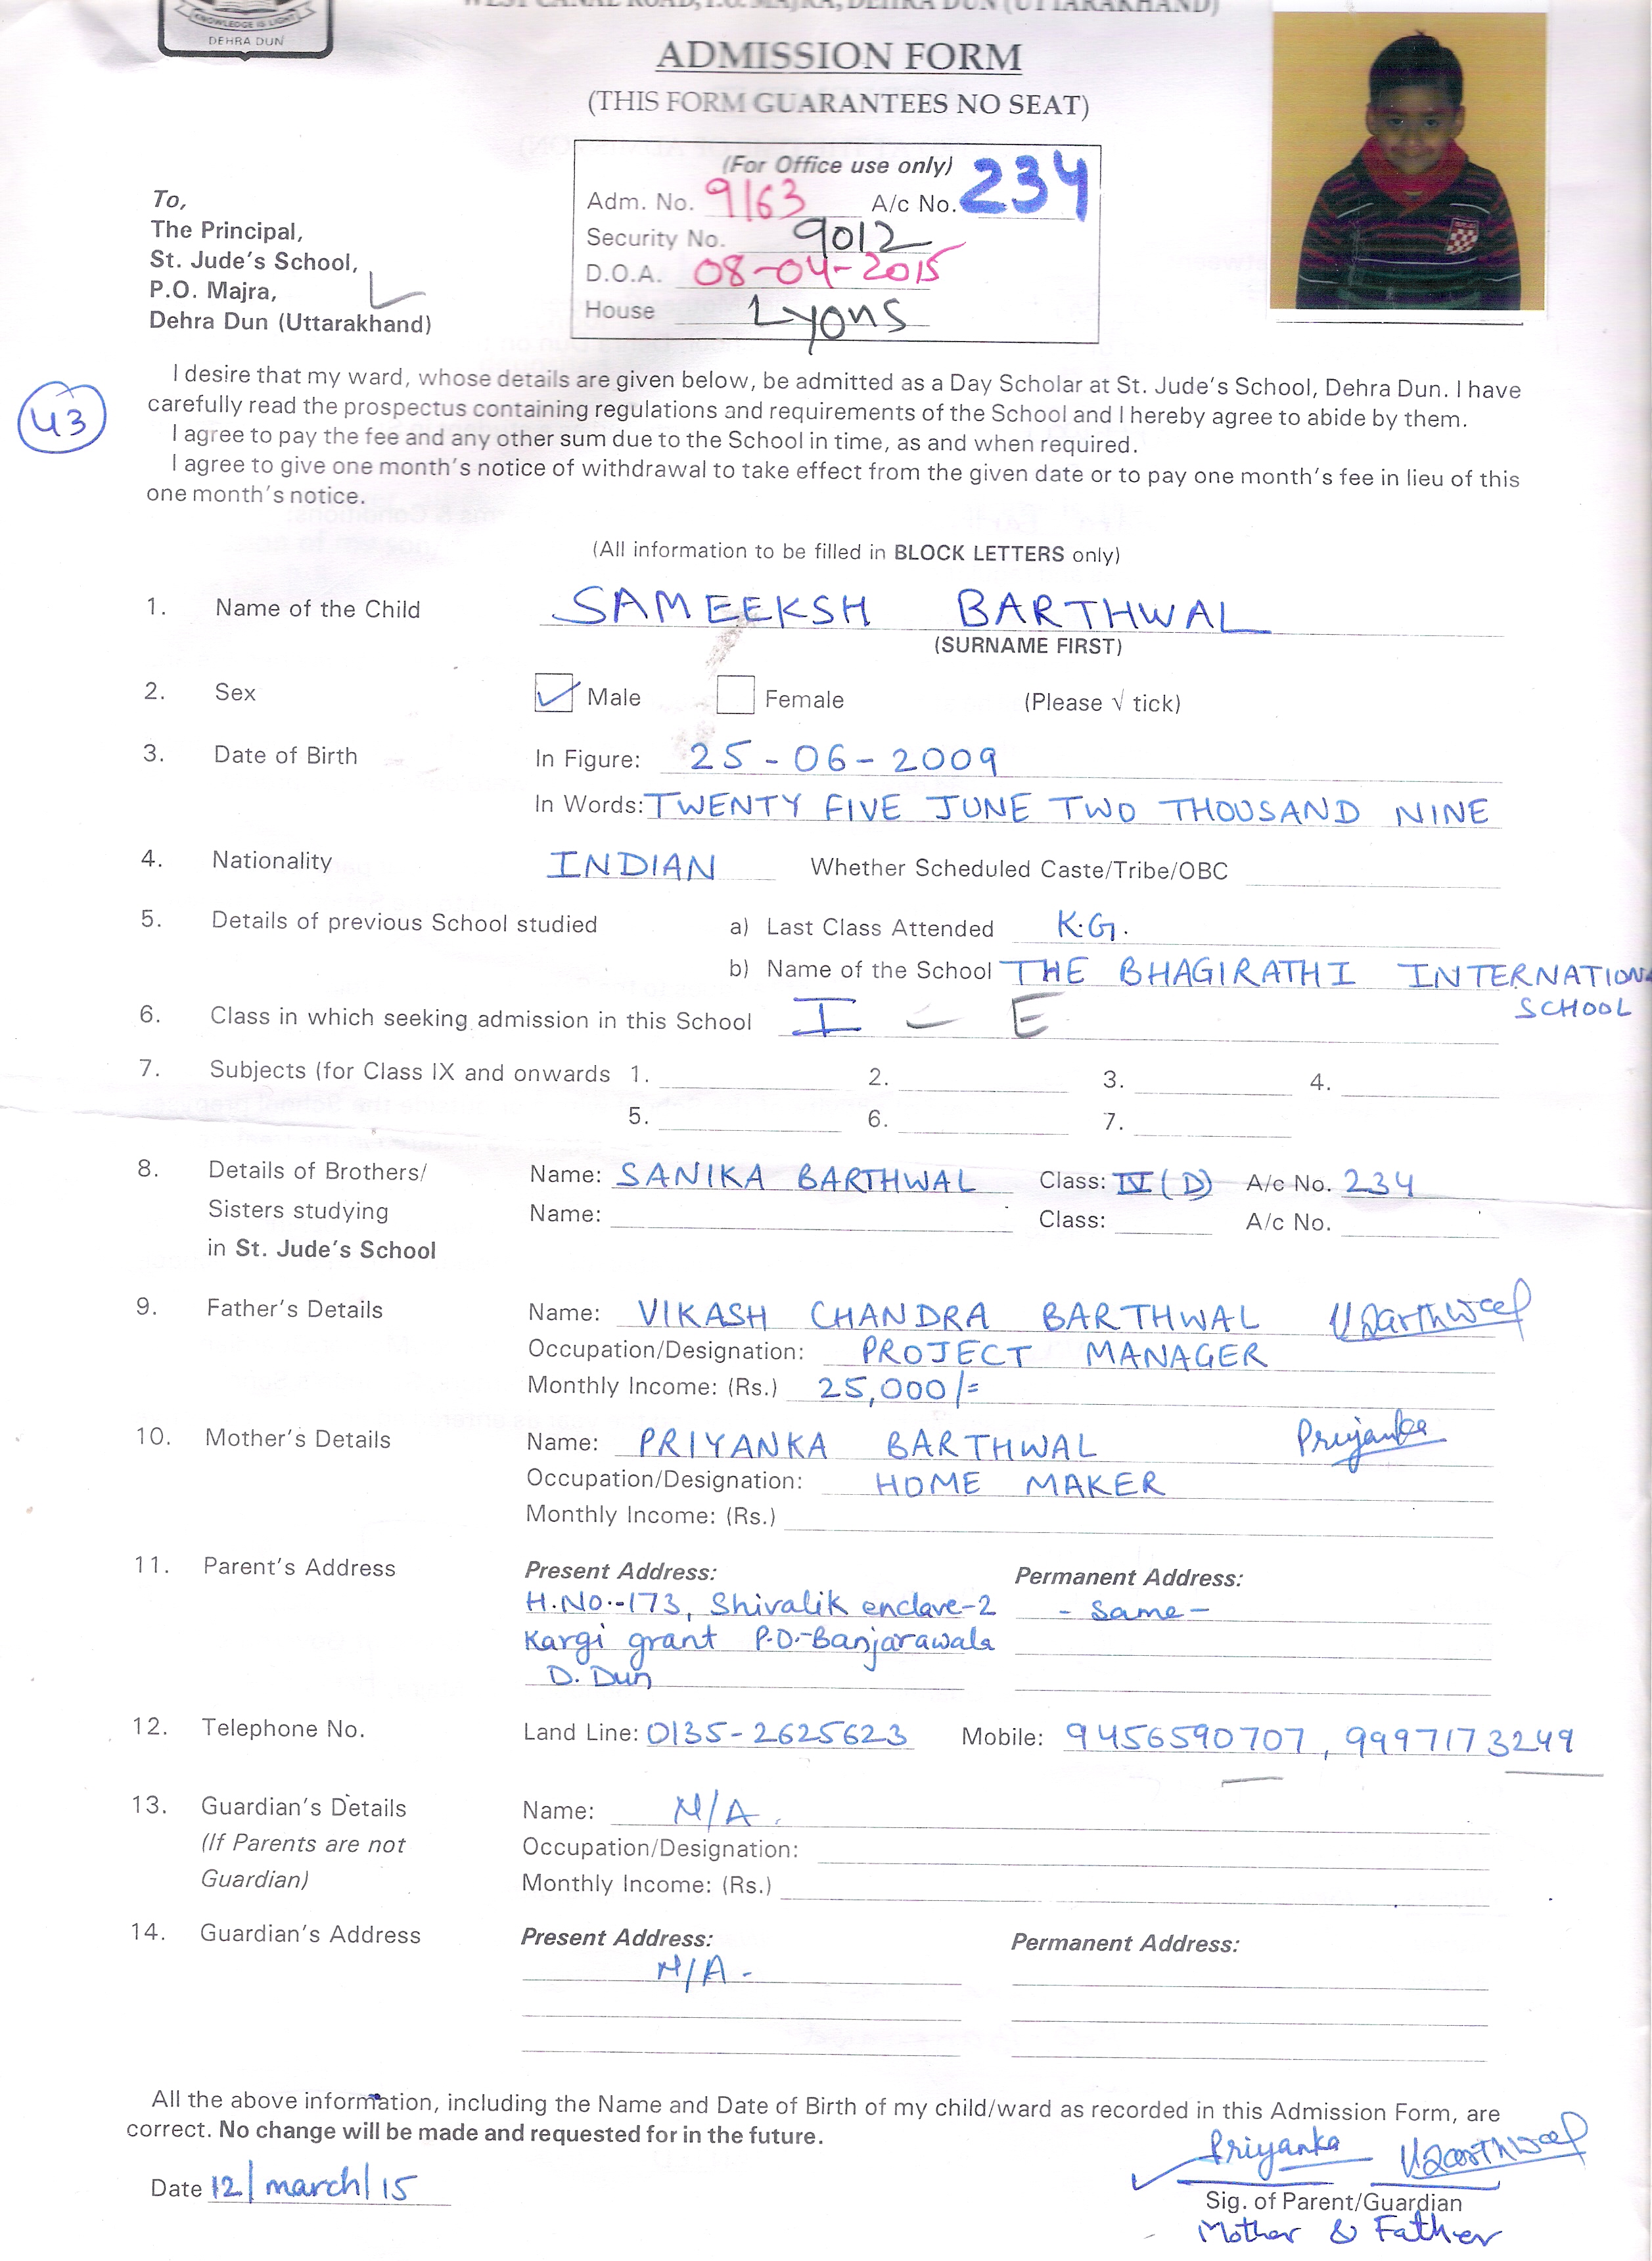 KNOWLEDGE IS LIGHT
DEHRA DUN
WEST CANAL ROAD, P.O. MAJRA, DEHRA DUN (UTTARAKHAND)
ADMISSION FORM
(THIS FORM GUARANTEES NO SEAT)
(For Office use only)
Adm. No. 9163 A/c No. 234
Security No. 9012
D.O.A. 08-04-2015
House Lyons
To,
The Principal,
St. Jude's School,
P.O. Majra,
Dehra Dun (Uttarakhand)
43
I desire that my ward, whose details are given below, be admitted as a Day Scholar at St. Jude's School, Dehra Dun. I have
carefully read the prospectus containing regulations and requirements of the School and I hereby agree to abide by them.
I agree to pay the fee and any other sum due to the School in time, as and when required.
I agree to give one month's notice of withdrawal to take effect from the given date or to pay one month's fee in lieu of this
one month's notice.
(All information to be filled in BLOCK LETTERS only)
1. Name of the Child SAMEEKSH BARTHWAL
(SURNAME FIRST)
2. Sex ✓ Male Female (Please √ tick)
3. Date of Birth In Figure: 25-06-2009
In Words: TWENTY FIVE JUNE TWO THOUSAND NINE
4. Nationality INDIAN Whether Scheduled Caste/Tribe/OBC
5. Details of previous School studied a) Last Class Attended K.G.
b) Name of the School THE BHAGIRATHI INTERNATIONA
SCHOOL
6. Class in which seeking admission in this School I - E
7. Subjects (for Class IX and onwards 1. 2. 3. 4.
5. 6. 7.
8. Details of Brothers/ Name: SANIKA BARTHWAL Class: IV (D) A/c No. 234
Sisters studying Name: Class: A/c No.
in St. Jude's School
9. Father's Details Name: VIKASH CHANDRA BARTHWAL VBarthwal
Occupation/Designation: PROJECT MANAGER
Monthly Income: (Rs.) 25,000/=
10. Mother's Details Name: PRIYANKA BARTHWAL Priyanka
Occupation/Designation: HOME MAKER
Monthly Income: (Rs.)
11. Parent's Address Present Address: Permanent Address:
H.No.-173, Shivalik enclave-2 - Same -
Kargi grant P.O.-Banjarawala
D. Dun
12. Telephone No. Land Line: 0135-2625623 Mobile: 9456590707, 9997173249
13. Guardian's Details Name: N/A.
(If Parents are not Occupation/Designation:
Guardian) Monthly Income: (Rs.)
14. Guardian's Address Present Address: Permanent Address:
N/A-
All the above information, including the Name and Date of Birth of my child/ward as recorded in this Admission Form, are
correct. No change will be made and requested for in the future.
Priyanka VBarthwal
Date 12/march/15
Sig. of Parent/Guardian
Mother & Father